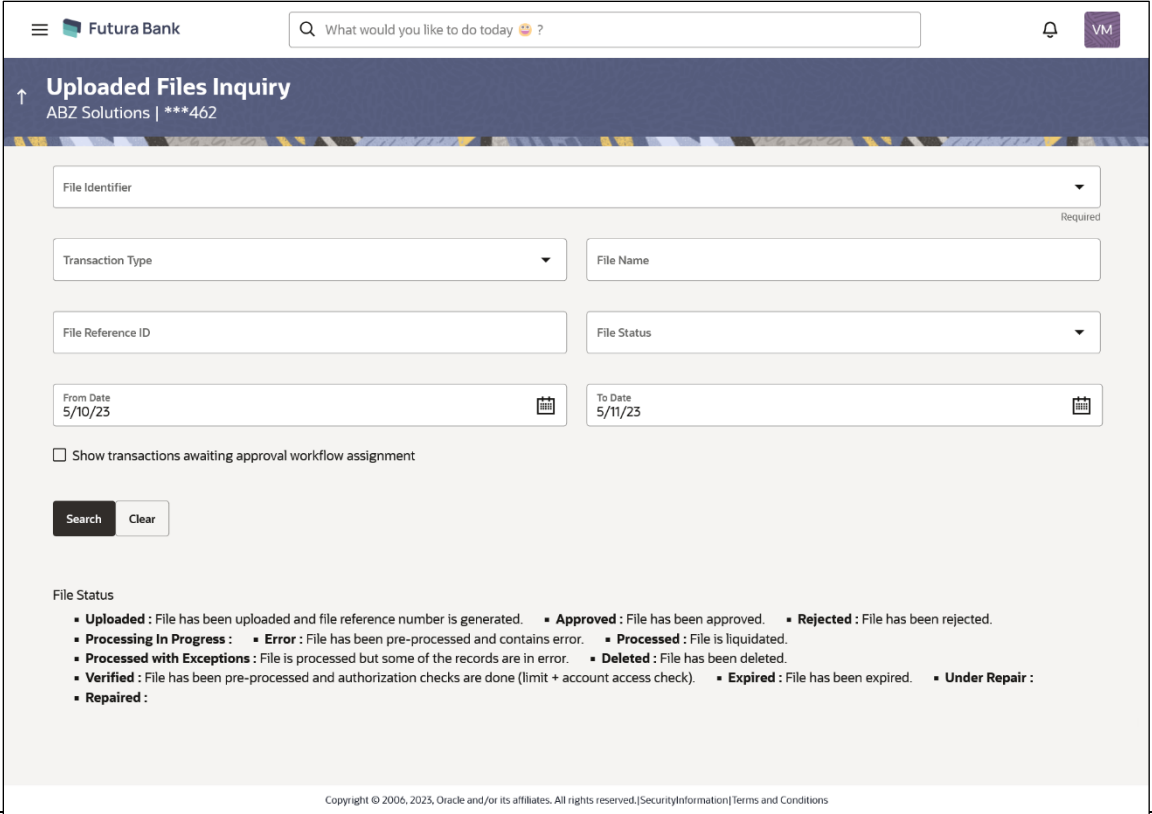 Futura Bank
What would you like to do today 😀 ?
VM
Uploaded Files Inquiry
ABZ Solutions | ***462
File Identifier
Required
Transaction Type
File Name
File Reference ID
File Status
From Date
5/10/23
To Date
5/11/23
Show transactions awaiting approval workflow assignment
Search
Clear
File Status
▪ Uploaded : File has been uploaded and file reference number is generated. ▪ Approved : File has been approved. ▪ Rejected : File has been rejected.
▪ Processing In Progress : ▪ Error : File has been pre-processed and contains error. ▪ Processed : File is liquidated.
▪ Processed with Exceptions : File is processed but some of the records are in error. ▪ Deleted : File has been deleted.
▪ Verified : File has been pre-processed and authorization checks are done (limit + account access check). ▪ Expired : File has been expired. ▪ Under Repair :
▪ Repaired :
Copyright © 2006, 2023, Oracle and/or its affiliates. All rights reserved.|SecurityInformation|Terms and Conditions